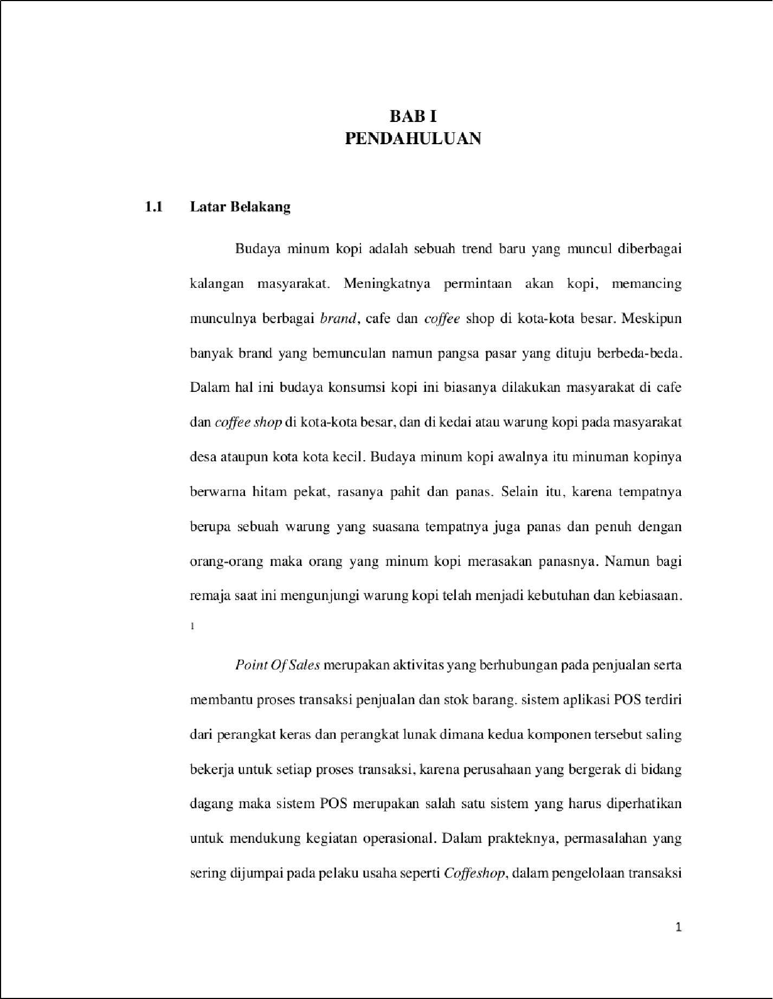 BAB I
PENDAHULUAN
1.1 Latar Belakang
Budaya minum kopi adalah sebuah trend baru yang muncul diberbagai
kalangan masyarakat. Meningkatnya permintaan akan kopi, memancing
munculnya berbagai brand, cafe dan coffee shop di kota-kota besar. Meskipun
banyak brand yang bemunculan namun pangsa pasar yang dituju berbeda-beda.
Dalam hal ini budaya konsumsi kopi ini biasanya dilakukan masyarakat di cafe
dan coffee shop di kota-kota besar, dan di kedai atau warung kopi pada masyarakat
desa ataupun kota kota kecil. Budaya minum kopi awalnya itu minuman kopinya
berwarna hitam pekat, rasanya pahit dan panas. Selain itu, karena tempatnya
berupa sebuah warung yang suasana tempatnya juga panas dan penuh dengan
orang-orang maka orang yang minum kopi merasakan panasnya. Namun bagi
remaja saat ini mengunjungi warung kopi telah menjadi kebutuhan dan kebiasaan.
1
Point Of Sales merupakan aktivitas yang berhubungan pada penjualan serta
membantu proses transaksi penjualan dan stok barang. sistem aplikasi POS terdiri
dari perangkat keras dan perangkat lunak dimana kedua komponen tersebut saling
bekerja untuk setiap proses transaksi, karena perusahaan yang bergerak di bidang
dagang maka sistem POS merupakan salah satu sistem yang harus diperhatikan
untuk mendukung kegiatan operasional. Dalam prakteknya, permasalahan yang
sering dijumpai pada pelaku usaha seperti Coffeshop, dalam pengelolaan transaksi
1